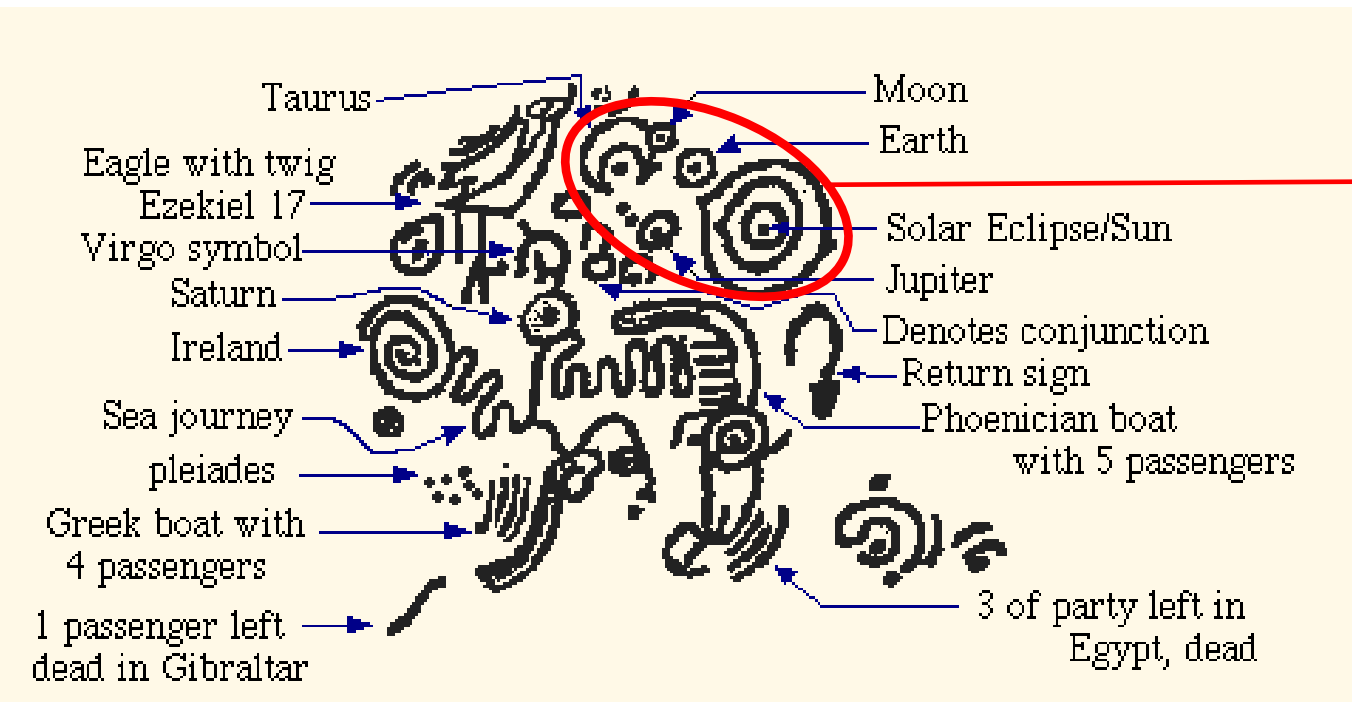 Taurus
Eagle with twig
Ezekiel 17
Virgo symbol
Saturn
Ireland
Sea journey
pleiades
Greek boat with
4 passengers
1 passenger left
dead in Gibraltar
Moon
Earth
Solar Eclipse/Sun
Jupiter
Denotes conjunction
Return sign
Phoenician boat
with 5 passengers
3 of party left in
Egypt, dead